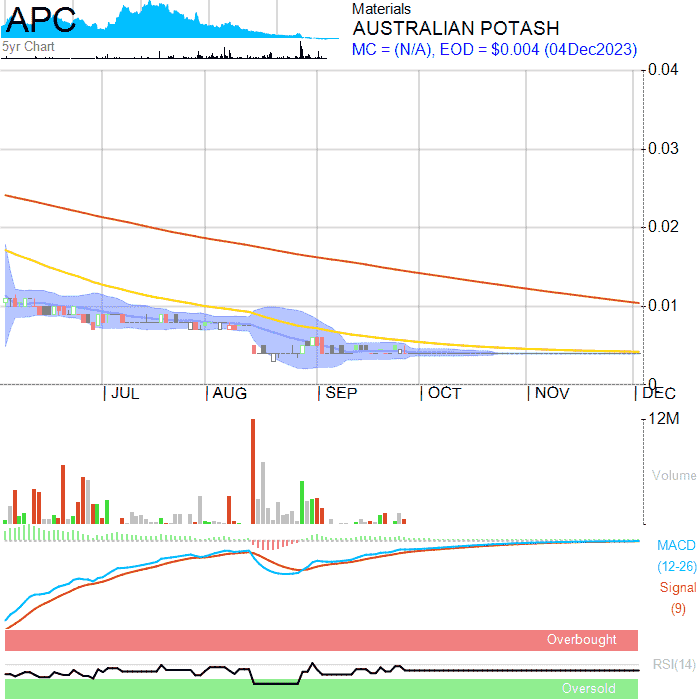 APC
5yr Chart
Materials
AUSTRALIAN POTASH
MC = (N/A), EOD = $0.004 (04Dec2023)
0.04
0.03
0.02
0.01
0
JUL
AUG
SEP
OCT
NOV
DEC
12M
Volume
MACD
(12-26)
Signal
(9)
Overbought
RSI(14)
Oversold